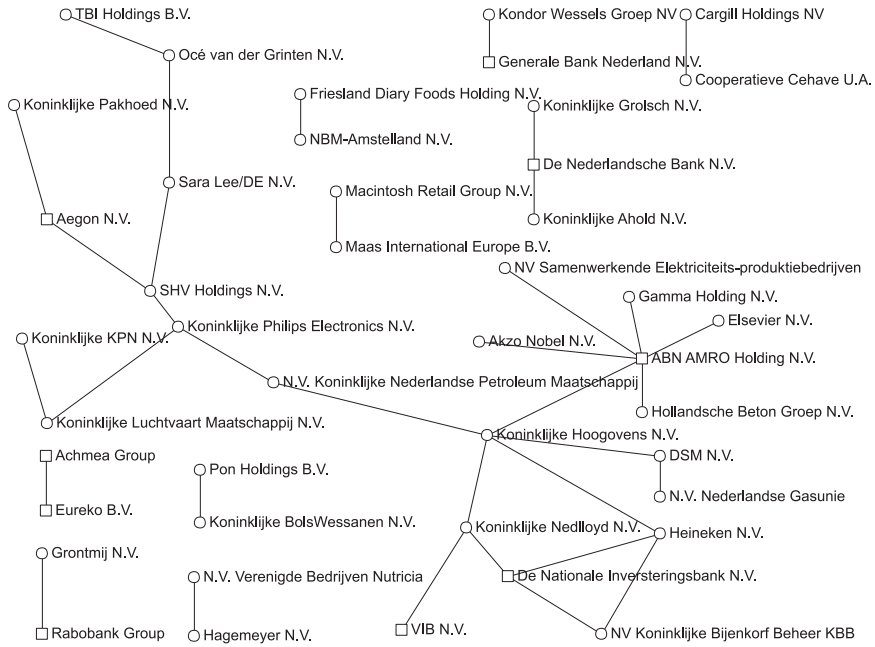 TBI Holdings B.V.
Kondor Wessels Groep NV
Cargill Holdings NV
Océ van der Grinten N.V.
Generale Bank Nederland N.V.
Cooperatieve Cehave U.A.
Koninklijke Pakhoed N.V.
Friesland Diary Foods Holding N.V.
Koninklijke Grolsch N.V.
NBM-Amstelland N.V.
De Nederlandsche Bank N.V.
Sara Lee/DE N.V.
Macintosh Retail Group N.V.
Aegon N.V.
Koninklijke Ahold N.V.
Maas International Europe B.V.
NV Samenwerkende Elektriciteits-produktiebedrijven
SHV Holdings N.V.
Gamma Holding N.V.
Koninklijke Philips Electronics N.V.
Elsevier N.V.
Koninklijke KPN N.V.
Akzo Nobel N.V.
ABN AMRO Holding N.V.
N.V. Koninklijke Nederlandse Petroleum Maatschappij
Hollandsche Beton Groep N.V.
Koninklijke Luchtvaart Maatschappij N.V.
Koninklijke Hoogovens N.V.
Achmea Group
DSM N.V.
Pon Holdings B.V.
N.V. Nederlandse Gasunie
Eureko B.V.
Koninklijke BolsWessanen N.V.
Koninklijke Nedlloyd N.V.
Heineken N.V.
Grontmij N.V.
N.V. Verenigde Bedrijven Nutricia
De Nationale Inversteringsbank N.V.
Rabobank Group
Hagemeyer N.V.
VIB N.V.
NV Koninklijke Bijenkorf Beheer KBB